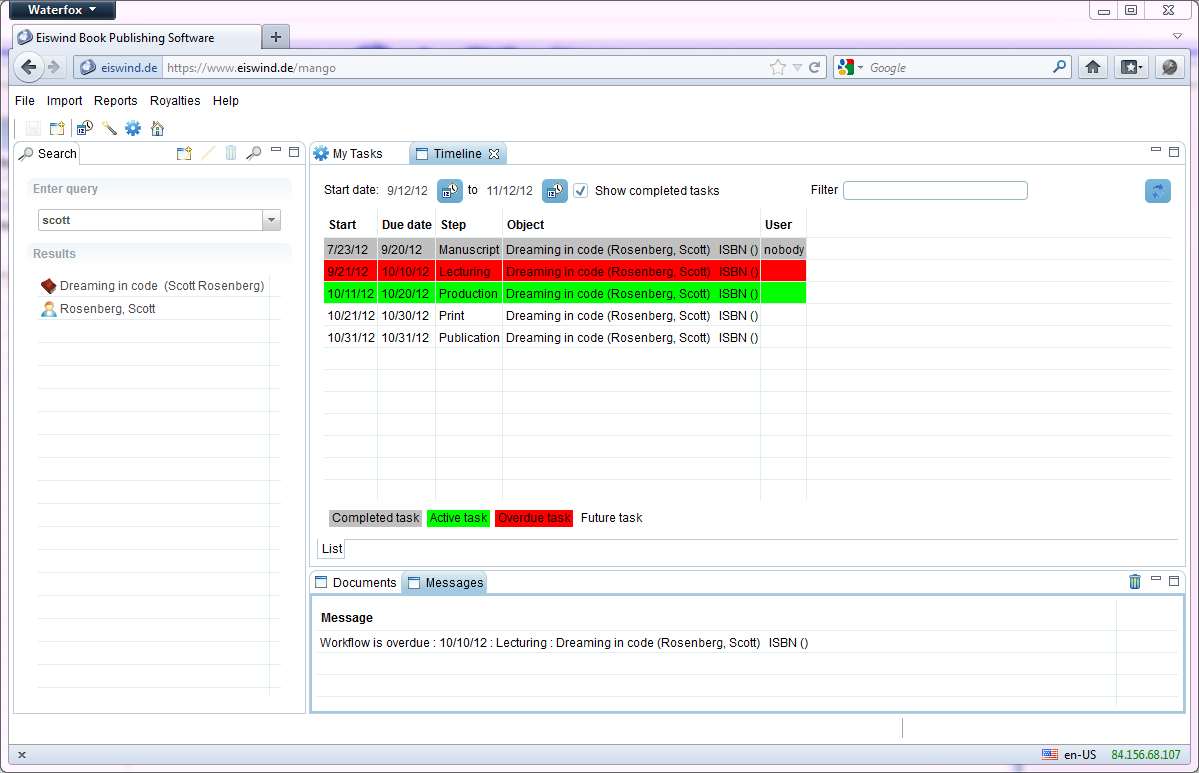 Waterfox
Eiswind Book Publishing Software
eiswind.de https://www.eiswind.de/mango Google
File Import Reports Royalties Help
Search
Enter query
scott
Results
Dreaming in code (Scott Rosenberg)
Rosenberg, Scott
My Tasks Timeline
Start date: 9/12/12 to 11/12/12 Show completed tasks Filter
Start Due date Step Object User
7/23/12 9/20/12 Manuscript Dreaming in code (Rosenberg, Scott) ISBN () nobody
9/21/12 10/10/12 Lecturing Dreaming in code (Rosenberg, Scott) ISBN ()
10/11/12 10/20/12 Production Dreaming in code (Rosenberg, Scott) ISBN ()
10/21/12 10/30/12 Print Dreaming in code (Rosenberg, Scott) ISBN ()
10/31/12 10/31/12 Publication Dreaming in code (Rosenberg, Scott) ISBN ()
Completed task Active task Overdue task Future task
List
Documents Messages
Message
Workflow is overdue : 10/10/12 : Lecturing : Dreaming in code (Rosenberg, Scott) ISBN ()
en-US 84.156.68.107